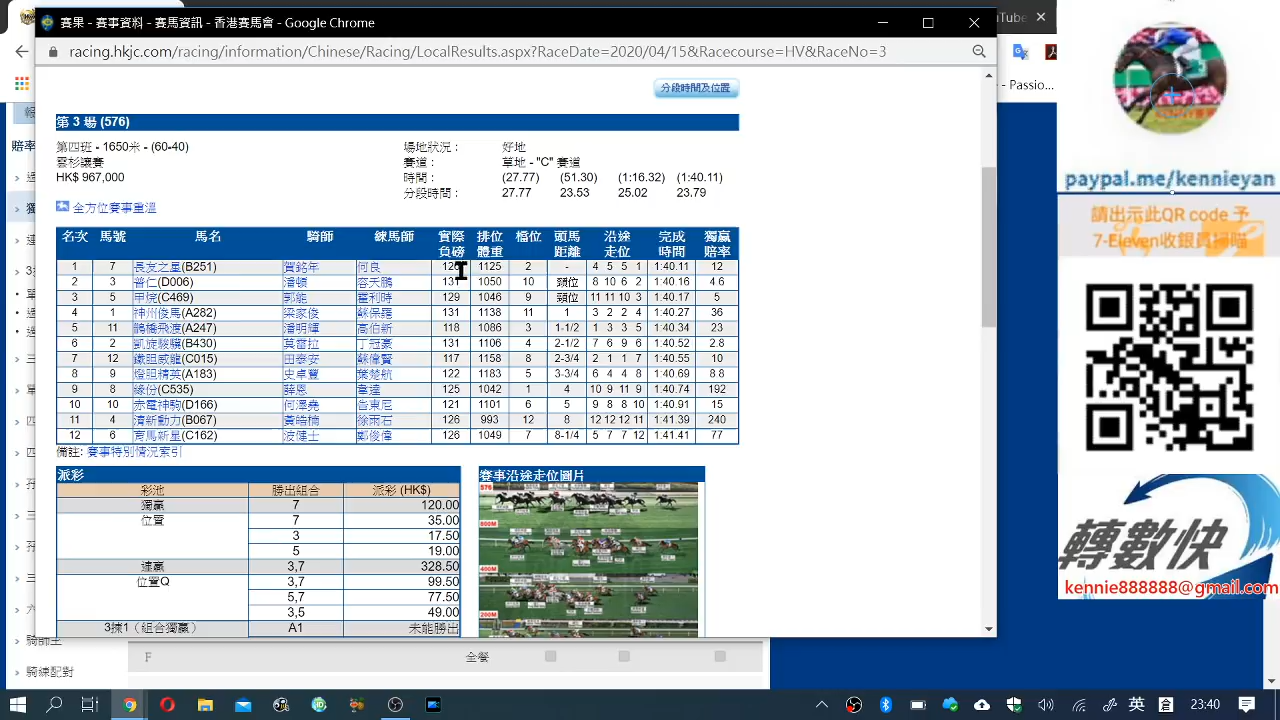 賽果 - 賽事資料 - 賽馬資訊 - 香港賽馬會 - Google Chrome
racing.hkjc.com/racing/information/Chinese/Racing/LocalResults.aspx?RaceDate=2020/04/15&Racecourse=HV&RaceNo=3
uTube
- Passio...
分段時間及位置
第 3 場 (576)
第四班 - 1650米 - (60-40) 場地狀況 : 好地
雲杉讓賽 賽道 : 草地 - "C" 賽道
HK$ 967,000 時間 : (27.77) (51.30) (1:16.32) (1:40.11)
分段時間 : 27.77 23.53 25.02 23.79
全方位賽事重溫
名次 馬號 馬名 騎師 練馬師 實際負磅 排位體重 檔位 頭馬距離 沿途走位 完成時間 獨贏賠率
1 7 長友之星(B251) 賀銘年 何良 1125 2 - 4 5 5 1 1:40.11 12
2 3 普仁(D006) 潘頓 容天鵬 131 1050 10 頸位 8 10 6 2 1:40.16 4.6
3 5 甲烷(C469) 郭能 霍利時 129 1046 9 頸位 11 11 10 3 1:40.17 5
4 1 神州俊馬(A282) 梁家俊 蘇保羅 131 1138 11 1 3 2 2 4 1:40.27 36
5 11 鵲橋飛渡(A247) 潘明輝 高伯新 118 1086 3 1-1/2 1 3 3 5 1:40.34 23
6 2 凱旋駿驥(B430) 莫雷拉 丁冠豪 131 1106 4 2-1/2 7 6 9 6 1:40.52 2.8
7 12 鐵胆威龍(C015) 田泰安 蘇偉賢 117 1158 8 2-3/4 2 1 1 7 1:40.55 10
8 9 銀胆精英(A183) 史卓豐 葉楚航 122 1183 5 3-3/4 6 4 4 8 1:40.69 8.8
9 8 緣份(C535) 薛恩 韋達 125 1042 1 4 10 9 11 9 1:40.74 192
10 10 赤電神駒(D166) 何澤堯 告東尼 121 1101 6 5 9 8 8 10 1:40.91 15
11 4 清新動力(B067) 黃皓楠 徐雨石 126 993 12 8 12 12 12 11 1:41.39 240
12 6 育馬新星(C162) 波健士 鄭俊偉 126 1049 7 8-1/4 5 7 7 12 1:41.41 77
備註: 賽事特別情況索引
派彩
彩池 勝出組合 派彩 (HK$)
獨贏 7 120.00
位置 7 35.00
3 17.50
5 19.00
連贏 3,7 328.50
位置Q 3,7 99.50
5,7 77.50
3,5 49.00
3揀1（組合獨贏） A1 未能勝出
賽事沿途走位圖片
576
800M
400M
200M
F 全餐
騎師王
騎練配對
paypal.me/kennieyan
請出示此QR code 予
7-Eleven收銀員掃瞄
轉數快
kennie888888@gmail.com
英
23:40